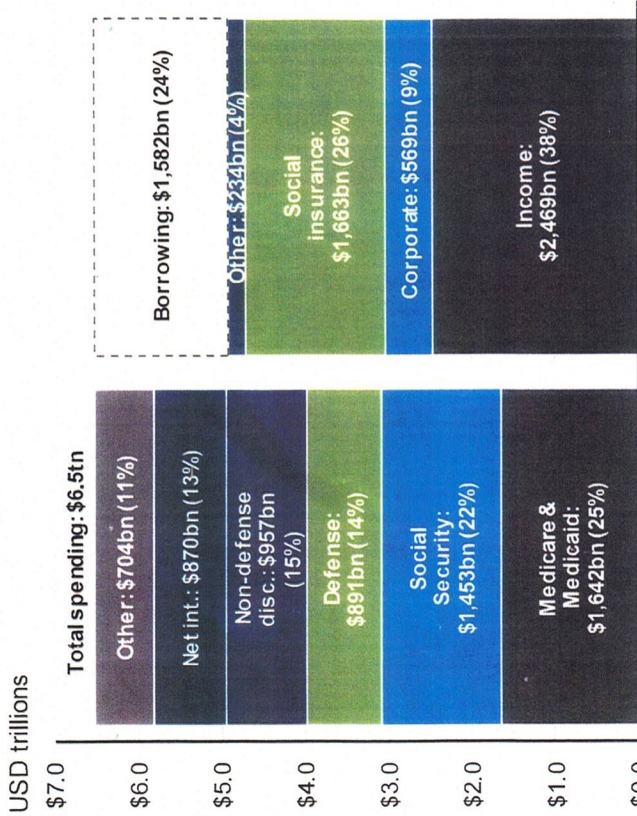 USD trillions
$7.0
$6.0
$5.0
$4.0
$3.0
$2.0
$1.0
$0.0
Total spending: $6.5tn
Other: $704bn (11%)
Net int.: $870bn (13%)
Non-defense
disc.: $957bn
(15%)
Defense:
$891bn (14%)
Social
Security:
$1,453bn (22%)
Medicare &
Medicaid:
$1,642bn (25%)
Borrowing: $1,582bn (24%)
Other: $234bn (4%)
Social
insurance:
$1,663bn (26%)
Corporate: $569bn (9%)
Income:
$2,469bn (38%)